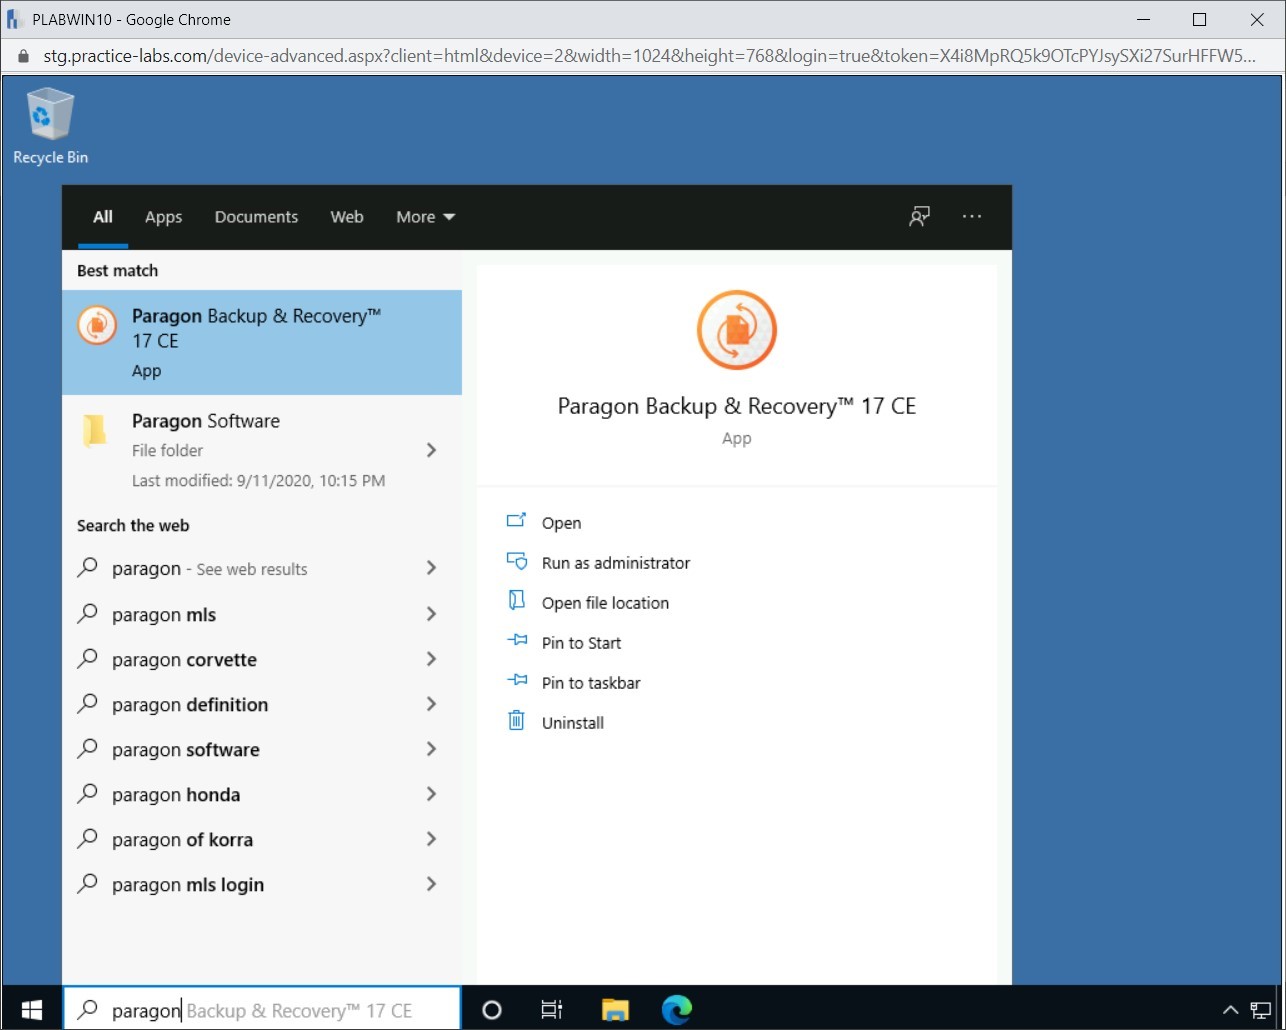 PLABWIN10 - Google Chrome
stg.practice-labs.com/device-advanced.aspx?client=html&device=2&width=1024&height=768&login=true&token=X4i8MpRQ5k9OTcPYJsySXi27SurHFFW5...
Recycle Bin
All Apps Documents Web More
Best match
Paragon Backup & Recovery™
17 CE
App
Paragon Software
File folder
Last modified: 9/11/2020, 10:15 PM
Search the web
paragon - See web results
paragon mls
paragon corvette
paragon definition
paragon software
paragon honda
paragon of korra
paragon mls login
Paragon Backup & Recovery™ 17 CE
App
Open
Run as administrator
Open file location
Pin to Start
Pin to taskbar
Uninstall
paragon Backup & Recovery™ 17 CE